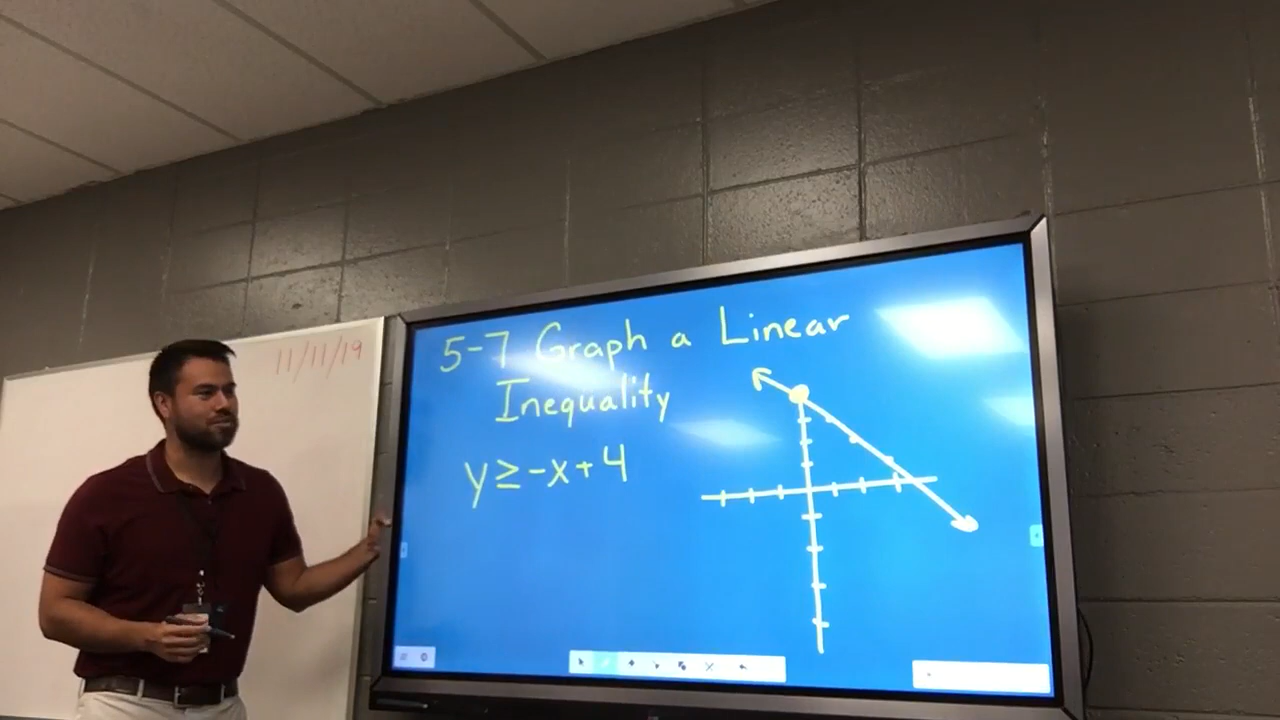 11/11/19
5-7 Graph a Linear
Inequality
y ≥ -x + 4